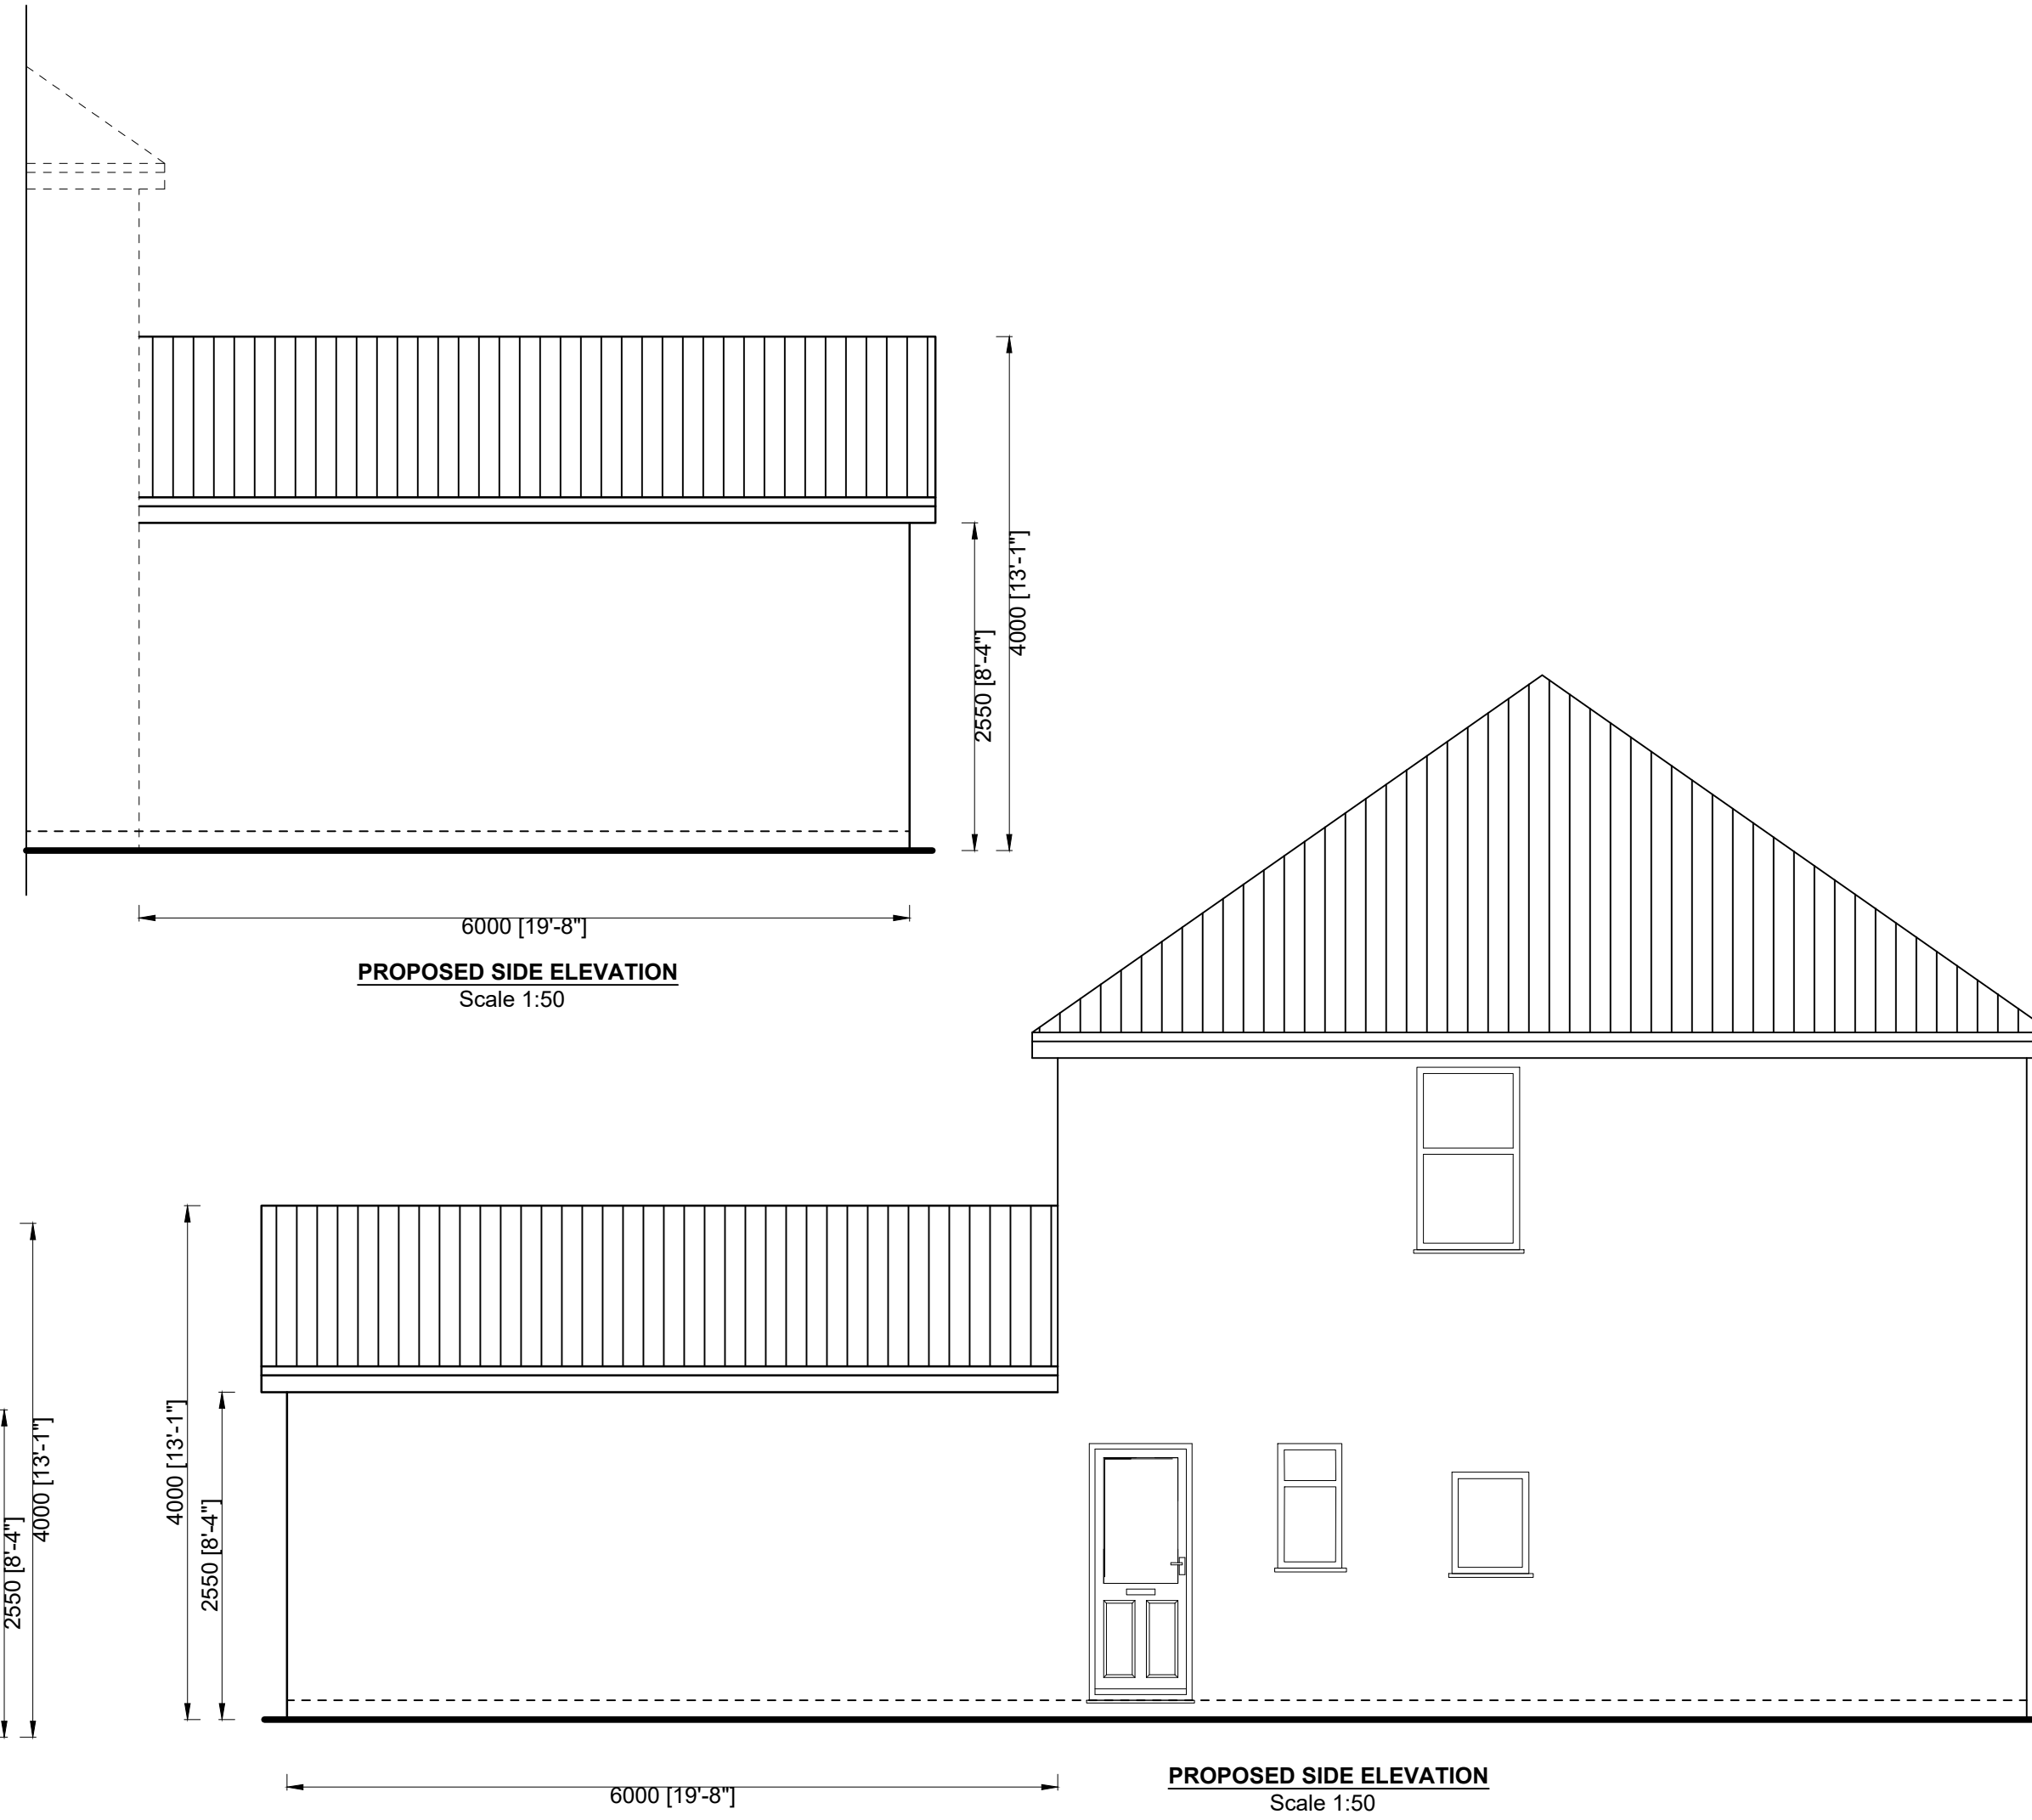 4000 [13'-1"]
2550 [8'-4"]
6000 [19'-8"]
PROPOSED SIDE ELEVATION
Scale 1:50
2550 [8'-4"]
4000 [13'-1"]
4000 [13'-1"]
2550 [8'-4"]
6000 [19'-8"]
PROPOSED SIDE ELEVATION
Scale 1:50